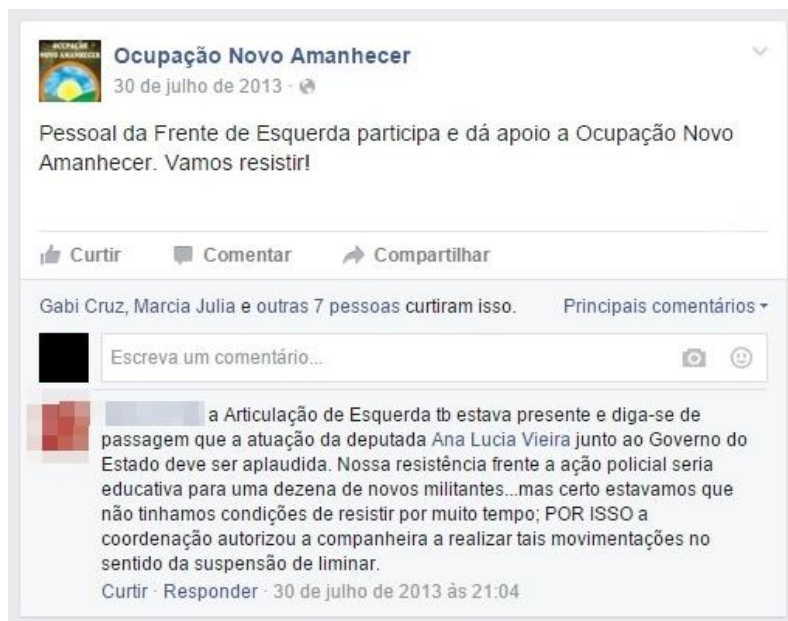 OCUPAÇÃO
NOVO AMANHECER
Ocupação Novo Amanhecer
30 de julho de 2013 ·
Pessoal da Frente de Esquerda participa e dá apoio a Ocupação Novo
Amanhecer. Vamos resistir!
Curtir Comentar Compartilhar
Gabi Cruz, Marcia Julia e outras 7 pessoas curtiram isso. Principais comentários
Escreva um comentário...
a Articulação de Esquerda tb estava presente e diga-se de
passagem que a atuação da deputada Ana Lucia Vieira junto ao Governo do
Estado deve ser aplaudida. Nossa resistência frente a ação policial seria
educativa para uma dezena de novos militantes...mas certo estavamos que
não tinhamos condições de resistir por muito tempo; POR ISSO a
coordenação autorizou a companheira a realizar tais movimentações no
sentido da suspensão de liminar.
Curtir · Responder · 30 de julho de 2013 às 21:04